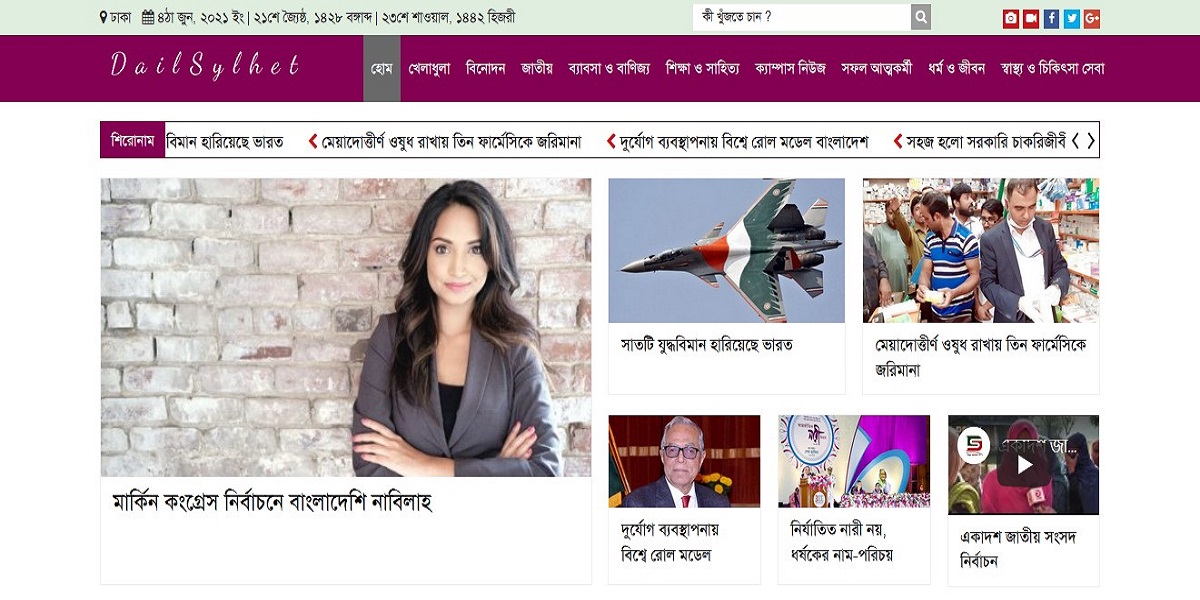 ঢাকা ৪ঠা জুন, ২০২১ ইং | ২১শে জ্যৈষ্ঠ, ১৪২৮ বঙ্গাব্দ | ২৩শে শাওয়াল, ১৪৪২ হিজরী
কী খুঁজতে চান ?
DailSylhet
হোম খেলাধুলা বিনোদন জাতীয় ব্যাবসা ও বাণিজ্য শিক্ষা ও সাহিত্য ক্যাম্পাস নিউজ সফল আত্মকর্মী ধর্ম ও জীবন স্বাস্থ্য ও চিকিৎসা সেবা
শিরোনাম বিমান হারিয়েছে ভারত মেয়াদোত্তীর্ণ ওষুধ রাখায় তিন ফার্মেসিকে জরিমানা দূর্যোগ ব্যবস্থাপনায় বিশ্বে রোল মডেল বাংলাদেশ সহজ হলো সরকারি চাকরিজীবী
মার্কিন কংগ্রেস নির্বাচনে বাংলাদেশি নাবিলাহ
সাতটি যুদ্ধবিমান হারিয়েছে ভারত
মেয়াদোত্তীর্ণ ওষুধ রাখায় তিন ফার্মেসিকে
জরিমানা
দূর্যোগ ব্যবস্থাপনায়
বিশ্বে রোল মডেল
নির্যাতিত নারী নয়,
ধর্ষকের নাম-পরিচয়
একাদশ জা...
একাদশ জাতীয় সংসদ
নির্বাচন